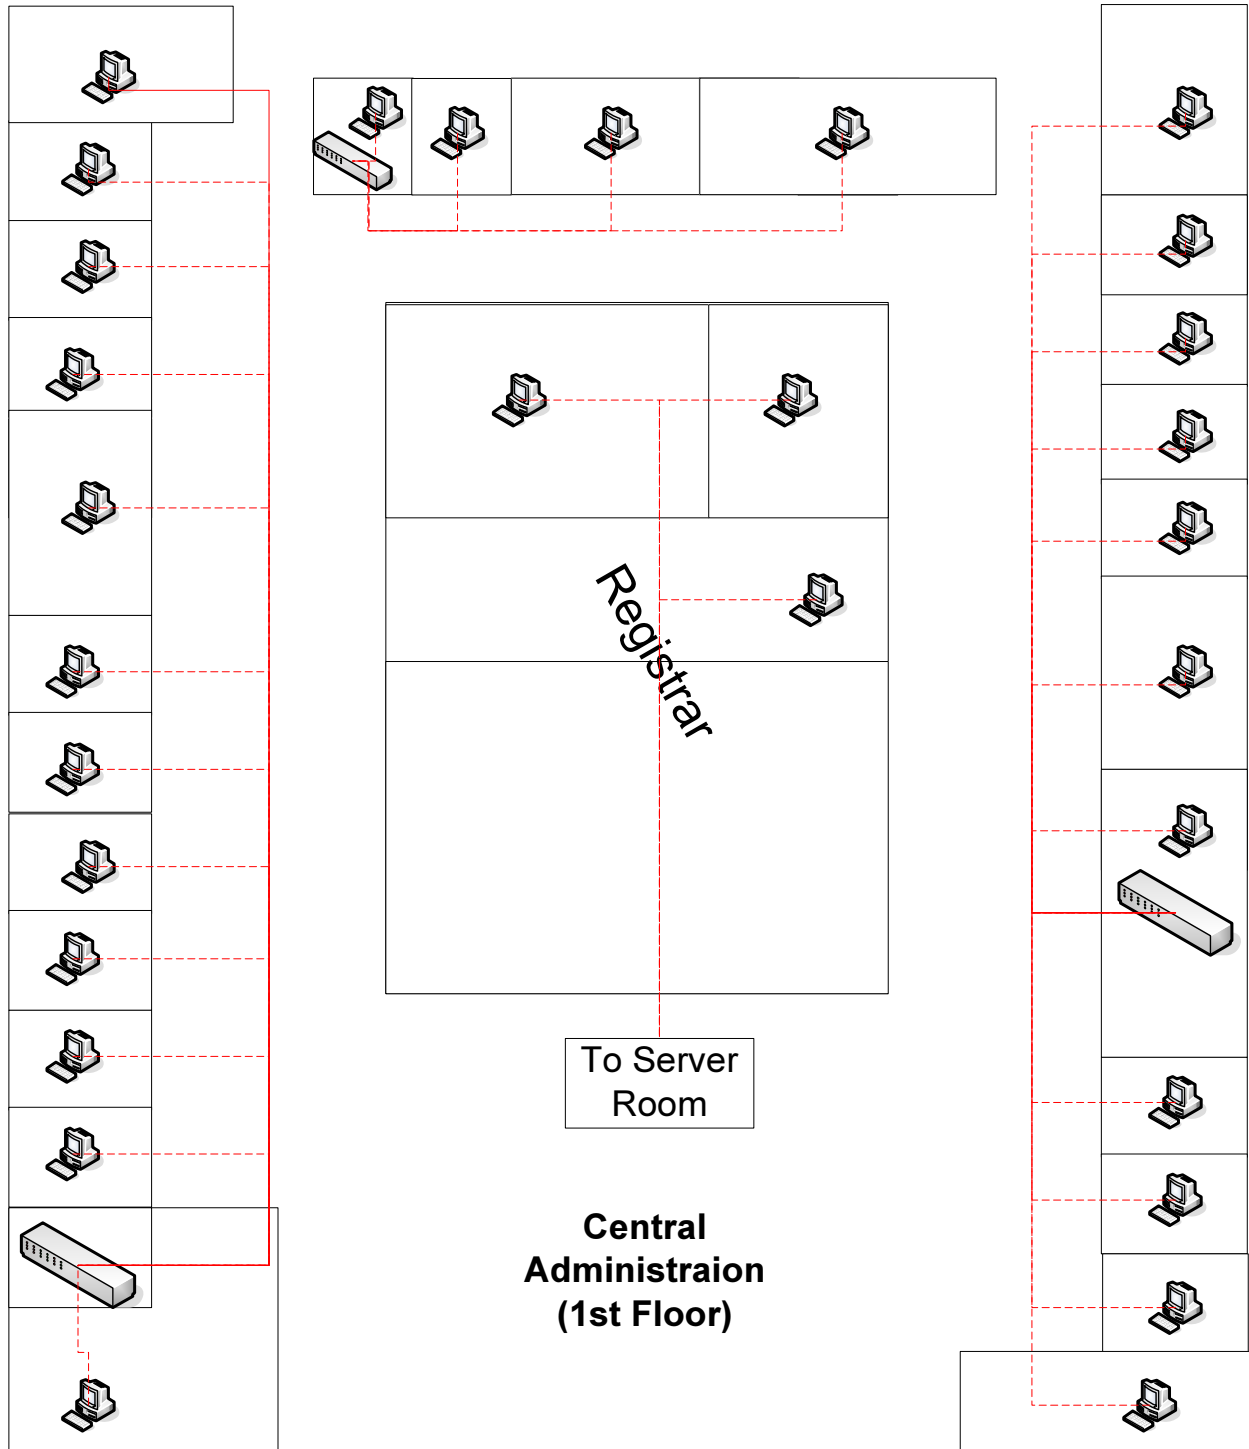 Registrar
To Server
Room
Central
Administraion
(1st Floor)